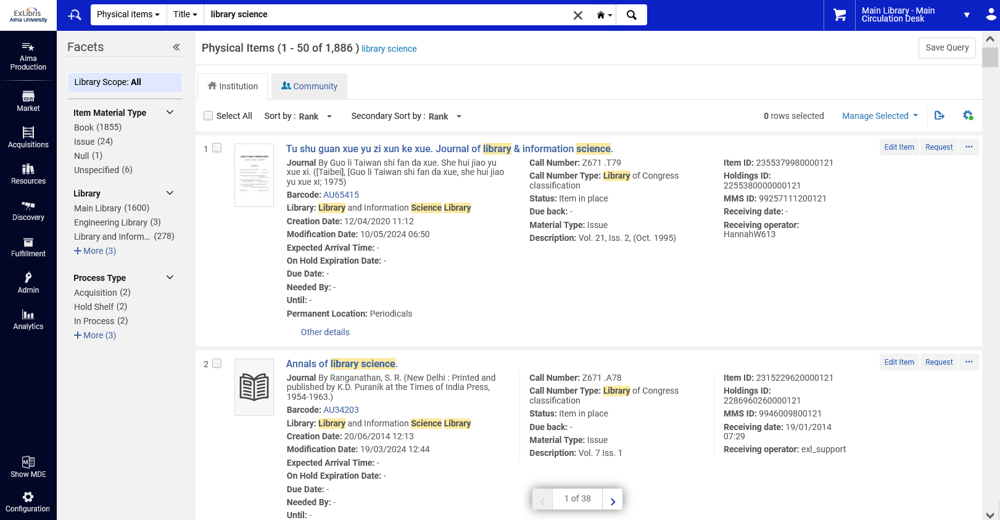 ExLibris
Alma University
Physical items
Title
library science
Main Library - Main
Circulation Desk
Alma
Production
Market
Acquisitions
Resources
Discovery
Fulfillment
Admin
Analytics
Show MDE
Configuration
Facets
Library Scope: All
Item Material Type
Book (1855)
Issue (24)
Null (1)
Unspecified (6)
Library
Main Library (1600)
Engineering Library (3)
Library and Inform... (278)
More (3)
Process Type
Acquisition (2)
Hold Shelf (2)
In Process (2)
More (3)
Physical Items (1 - 50 of 1,886 ) library science
Save Query
Institution
Community
Select All
Sort by : Rank
Secondary Sort by : Rank
0 rows selected
Manage Selected
1
Tu shu guan xue yu zi xun ke xue. Journal of library & information science.
Edit Item
Request
Journal By Guo li Taiwan shi fan da xue. She hui jiao yu
xue xi. ([Taibei], [Guo li Taiwan shi fan da xue, she hui jiao
yu xue xi; 1975)
Barcode: AU65415
Library: Library and Information Science Library
Creation Date: 12/04/2020 11:12
Modification Date: 10/05/2024 06:50
Expected Arrival Time: -
On Hold Expiration Date: -
Due Date: -
Needed By: -
Until: -
Permanent Location: Periodicals
Other details
Call Number: Z671 .T79
Call Number Type: Library of Congress
classification
Status: Item in place
Due back: -
Material Type: Issue
Description: Vol. 21, Iss. 2, (Oct. 1995)
Item ID: 2355379980000121
Holdings ID:
2255380000000121
MMS ID: 99257111200121
Receiving date: -
Receiving operator:
HannahW613
2
Annals of library science.
Edit Item
Request
Journal By Ranganathan, S. R. (New Delhi : Printed and
published by K.D. Puranik at the Times of India Press,
1954-1963.)
Barcode: AU34203
Library: Library and Information Science Library
Creation Date: 20/06/2014 12:13
Modification Date: 19/03/2024 12:44
Expected Arrival Time: -
On Hold Expiration Date: -
Due Date: -
Needed By: -
Until: -
Call Number: Z671 .A78
Call Number Type: Library of Congress
classification
Status: Item in place
Due back: -
Material Type: Issue
Description: Vol. 7 Iss. 1
Item ID: 2315229620000121
Holdings ID:
2286960260000121
MMS ID: 9946009800121
Receiving date: 19/01/2014
07:29
Receiving operator: exl_support
1 of 38